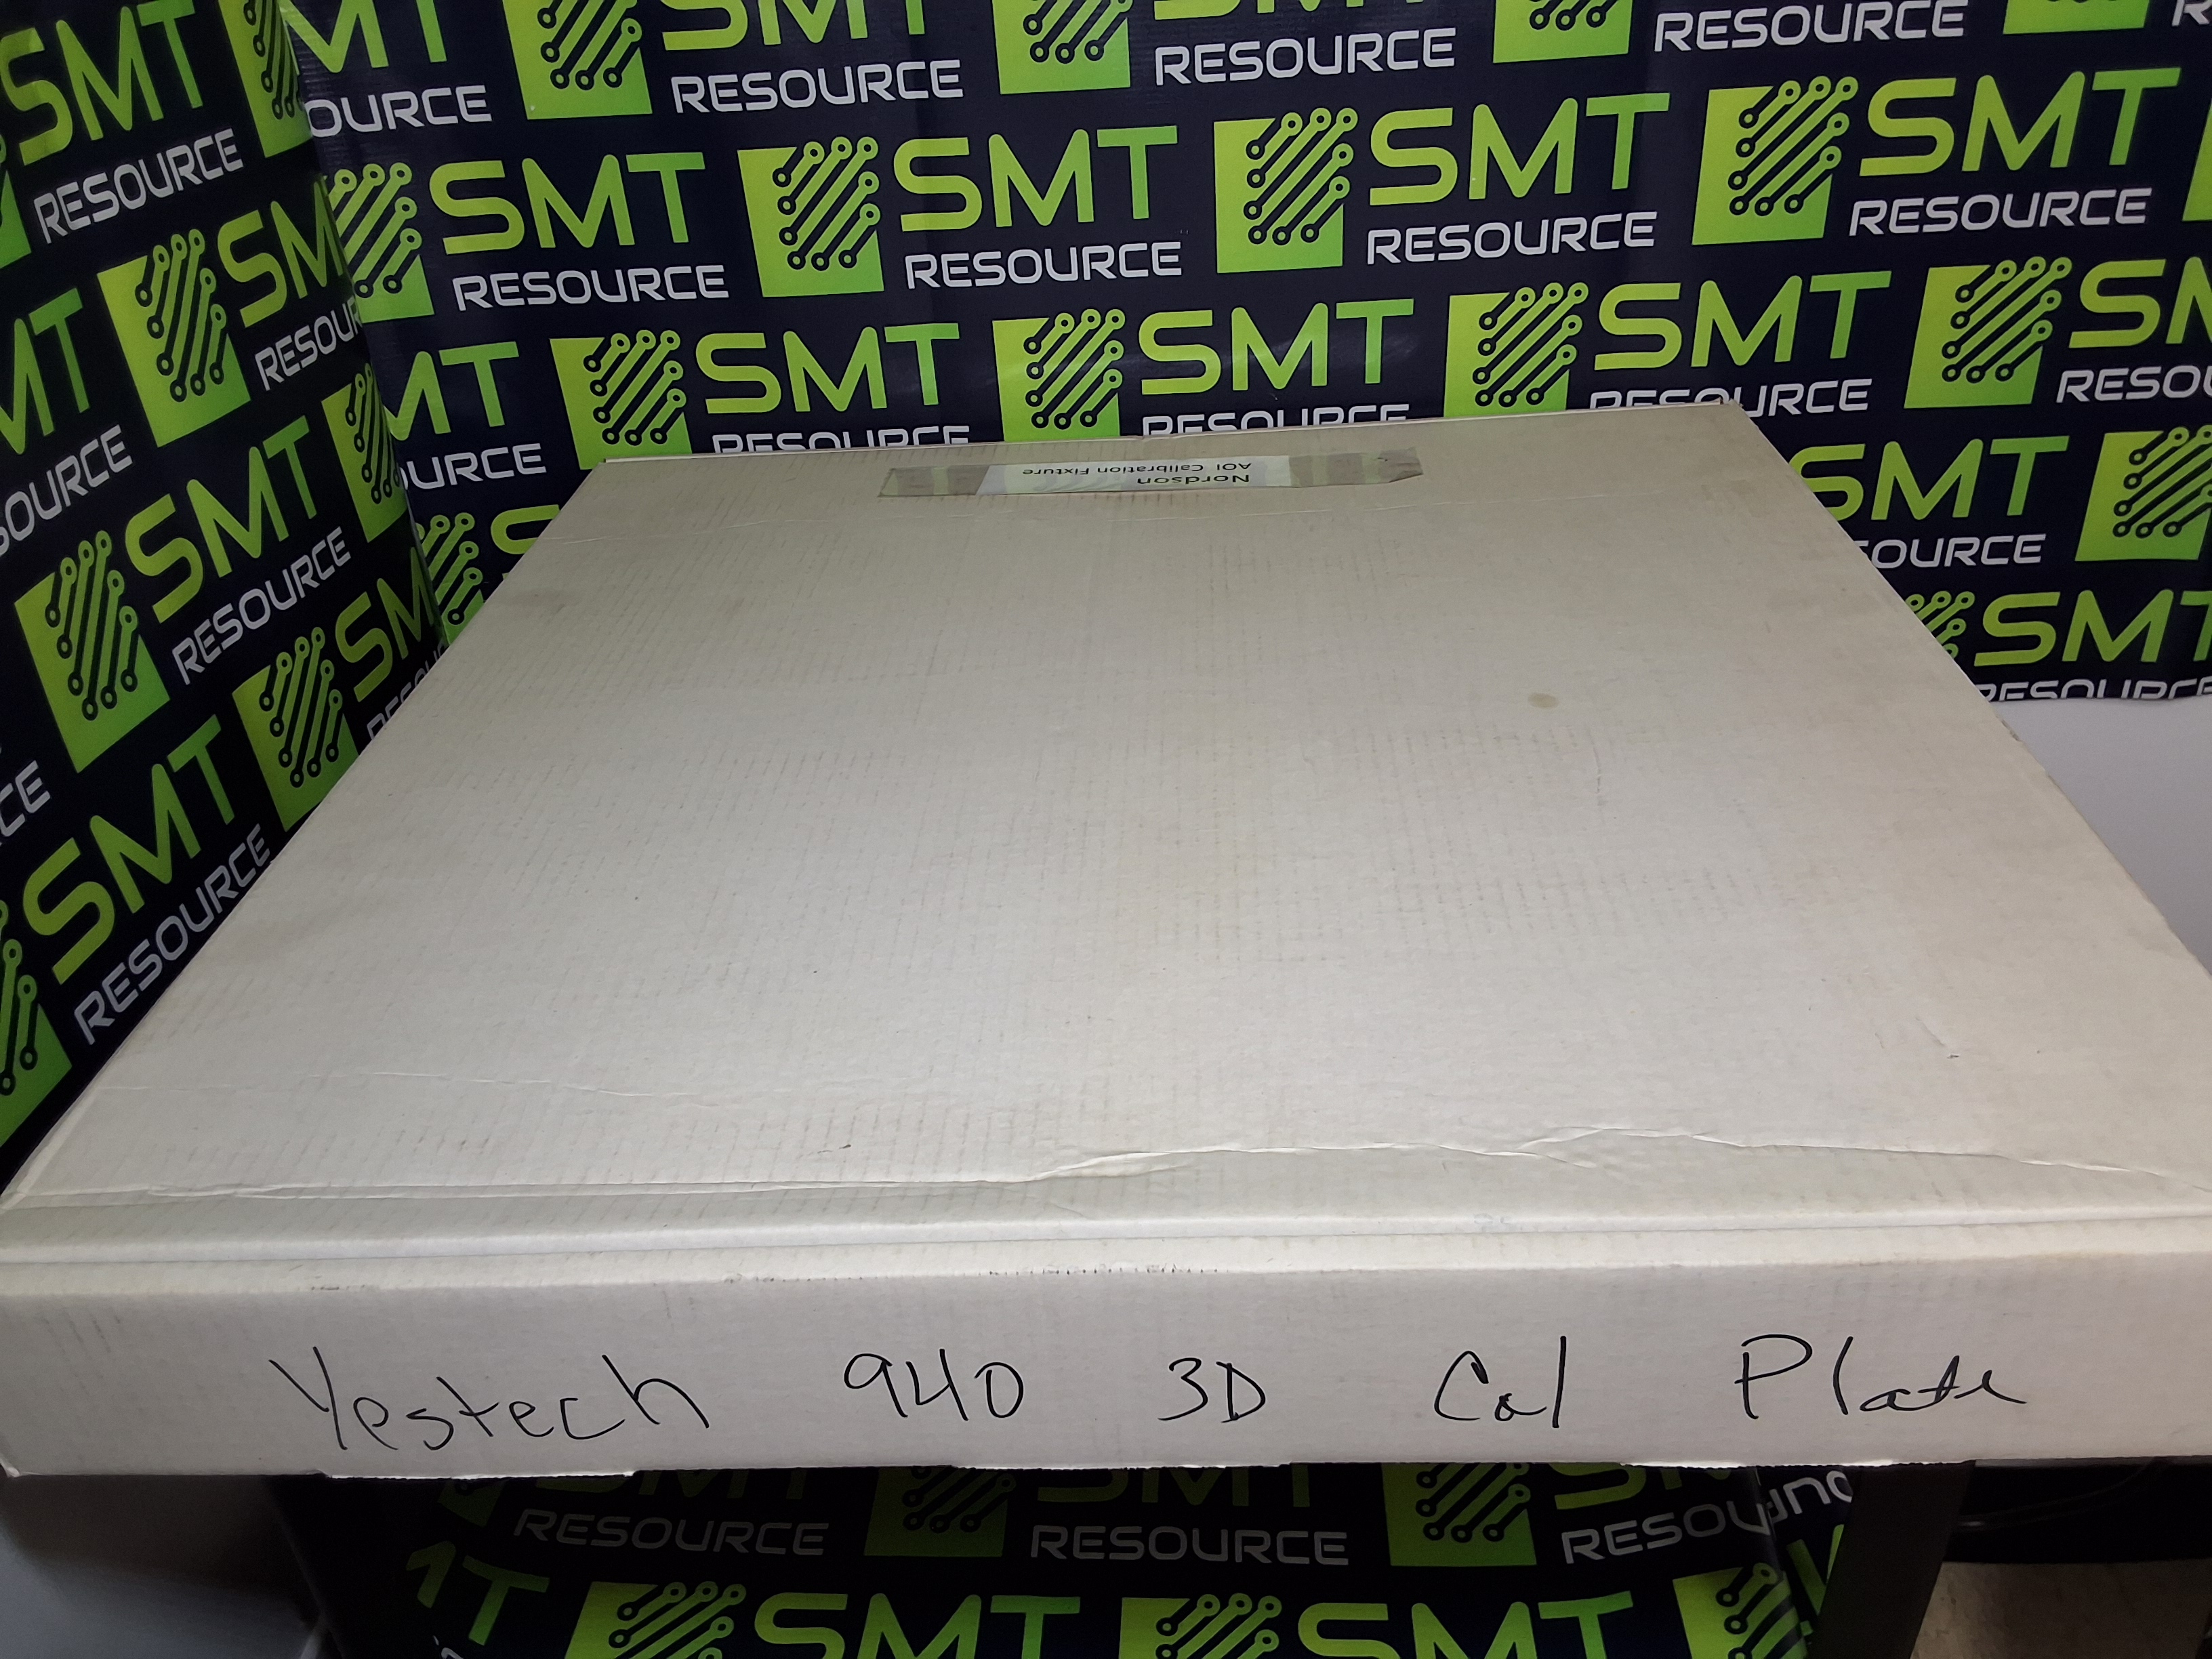 SMT
RESOURCE
Nordson
AOI Calibration Fixture
Yestech 940 3D Cal Plate